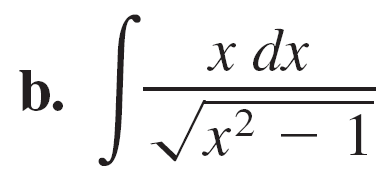 b. ∫ x dx / √(x² − 1)